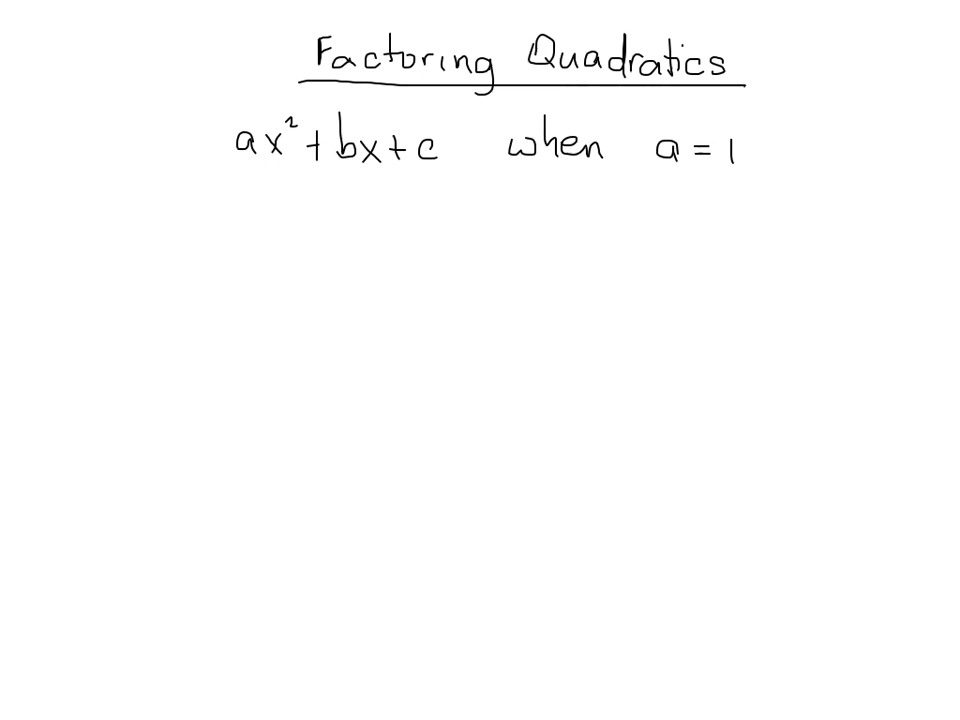 Factoring Quadratics
ax² + bx + c when a = 1